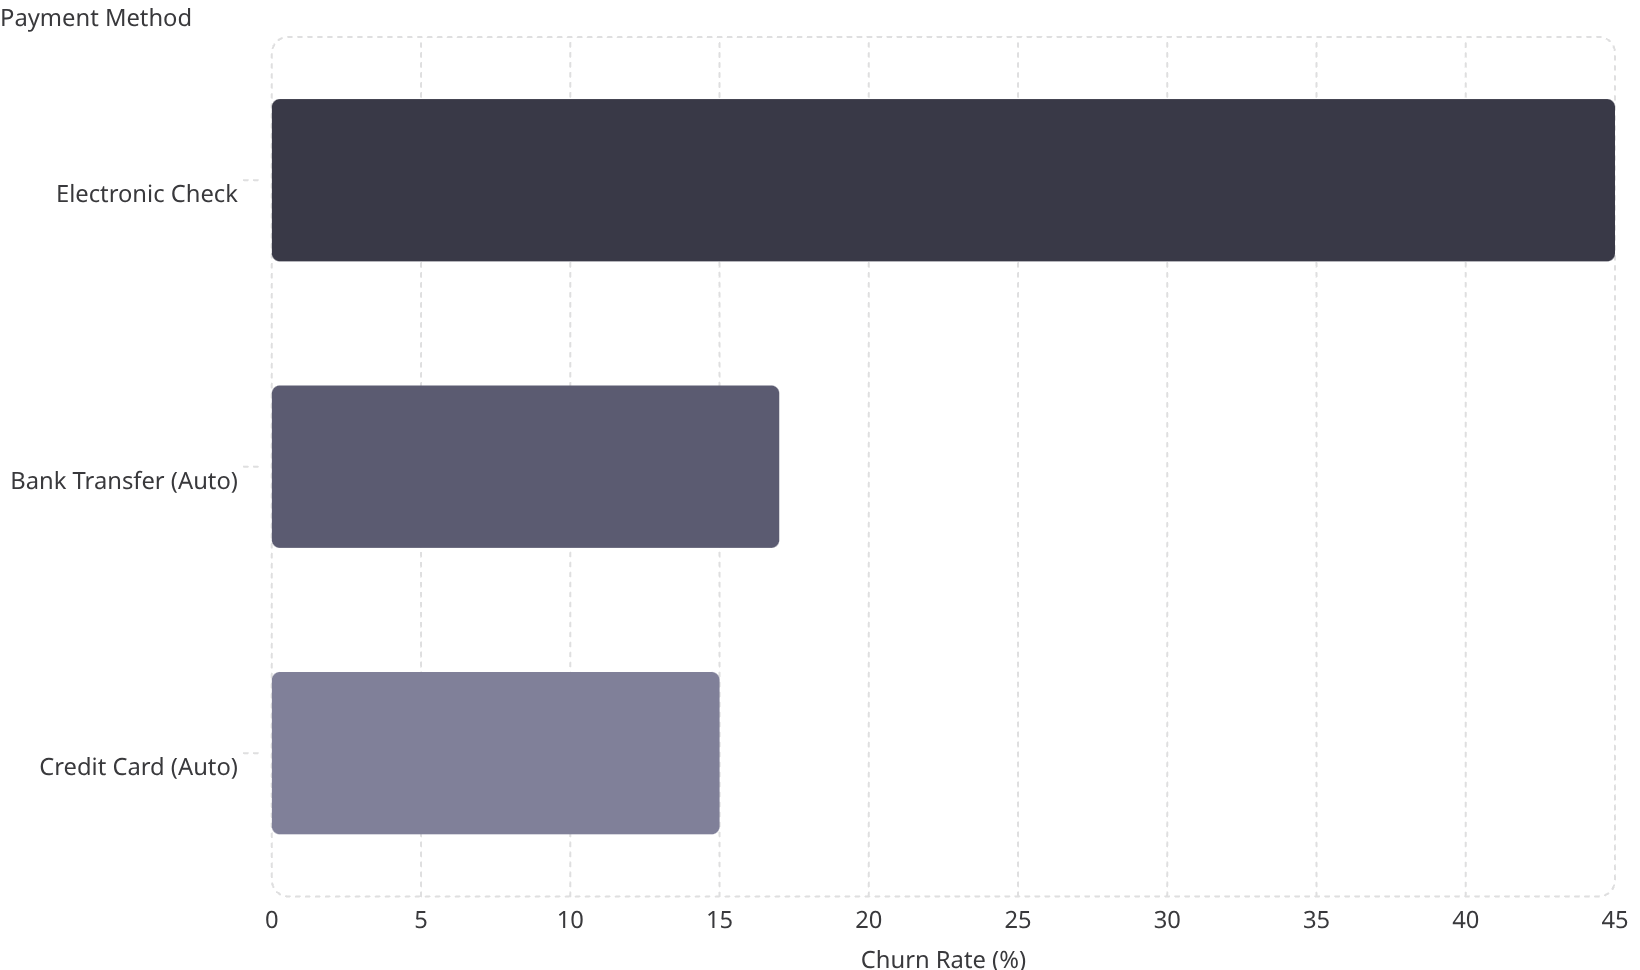 Payment Method
Electronic Check
Bank Transfer (Auto)
Credit Card (Auto)
0 5 10 15 20 25 30 35 40 45
Churn Rate (%)